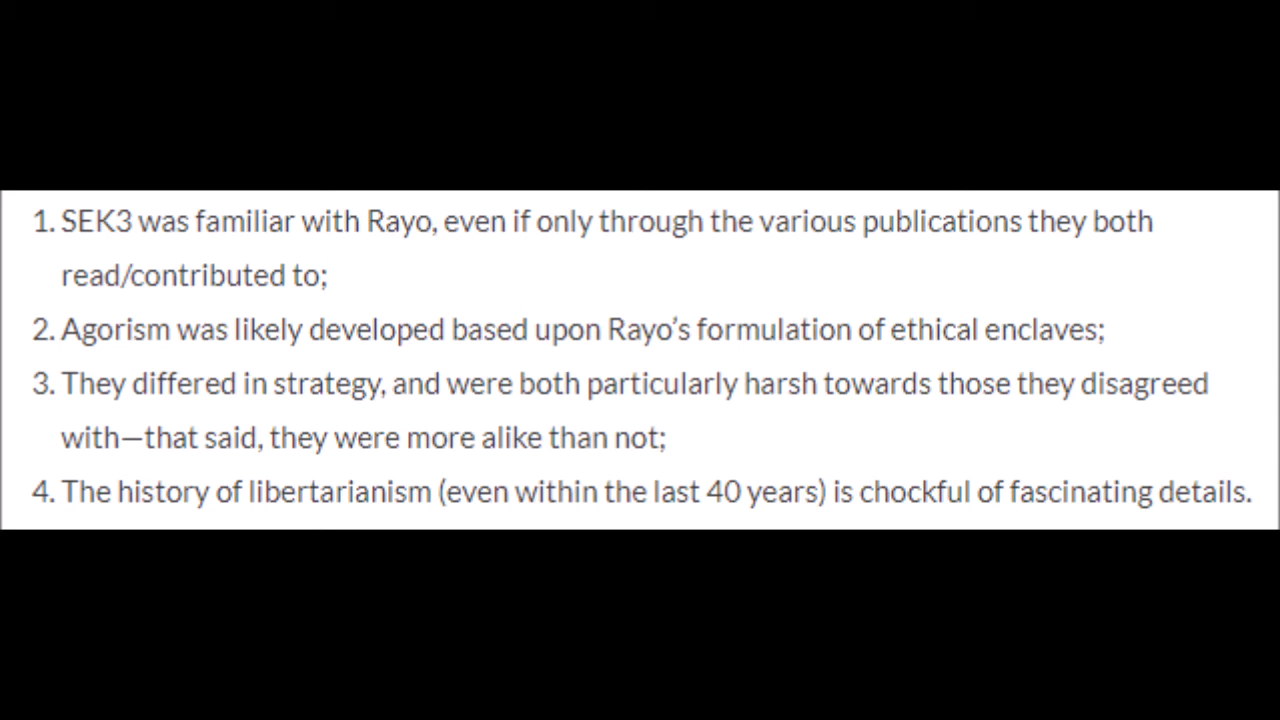 1. SEK3 was familiar with Rayo, even if only through the various publications they both
read/contributed to;
2. Agorism was likely developed based upon Rayo’s formulation of ethical enclaves;
3. They differed in strategy, and were both particularly harsh towards those they disagreed
with—that said, they were more alike than not;
4. The history of libertarianism (even within the last 40 years) is chockful of fascinating details.